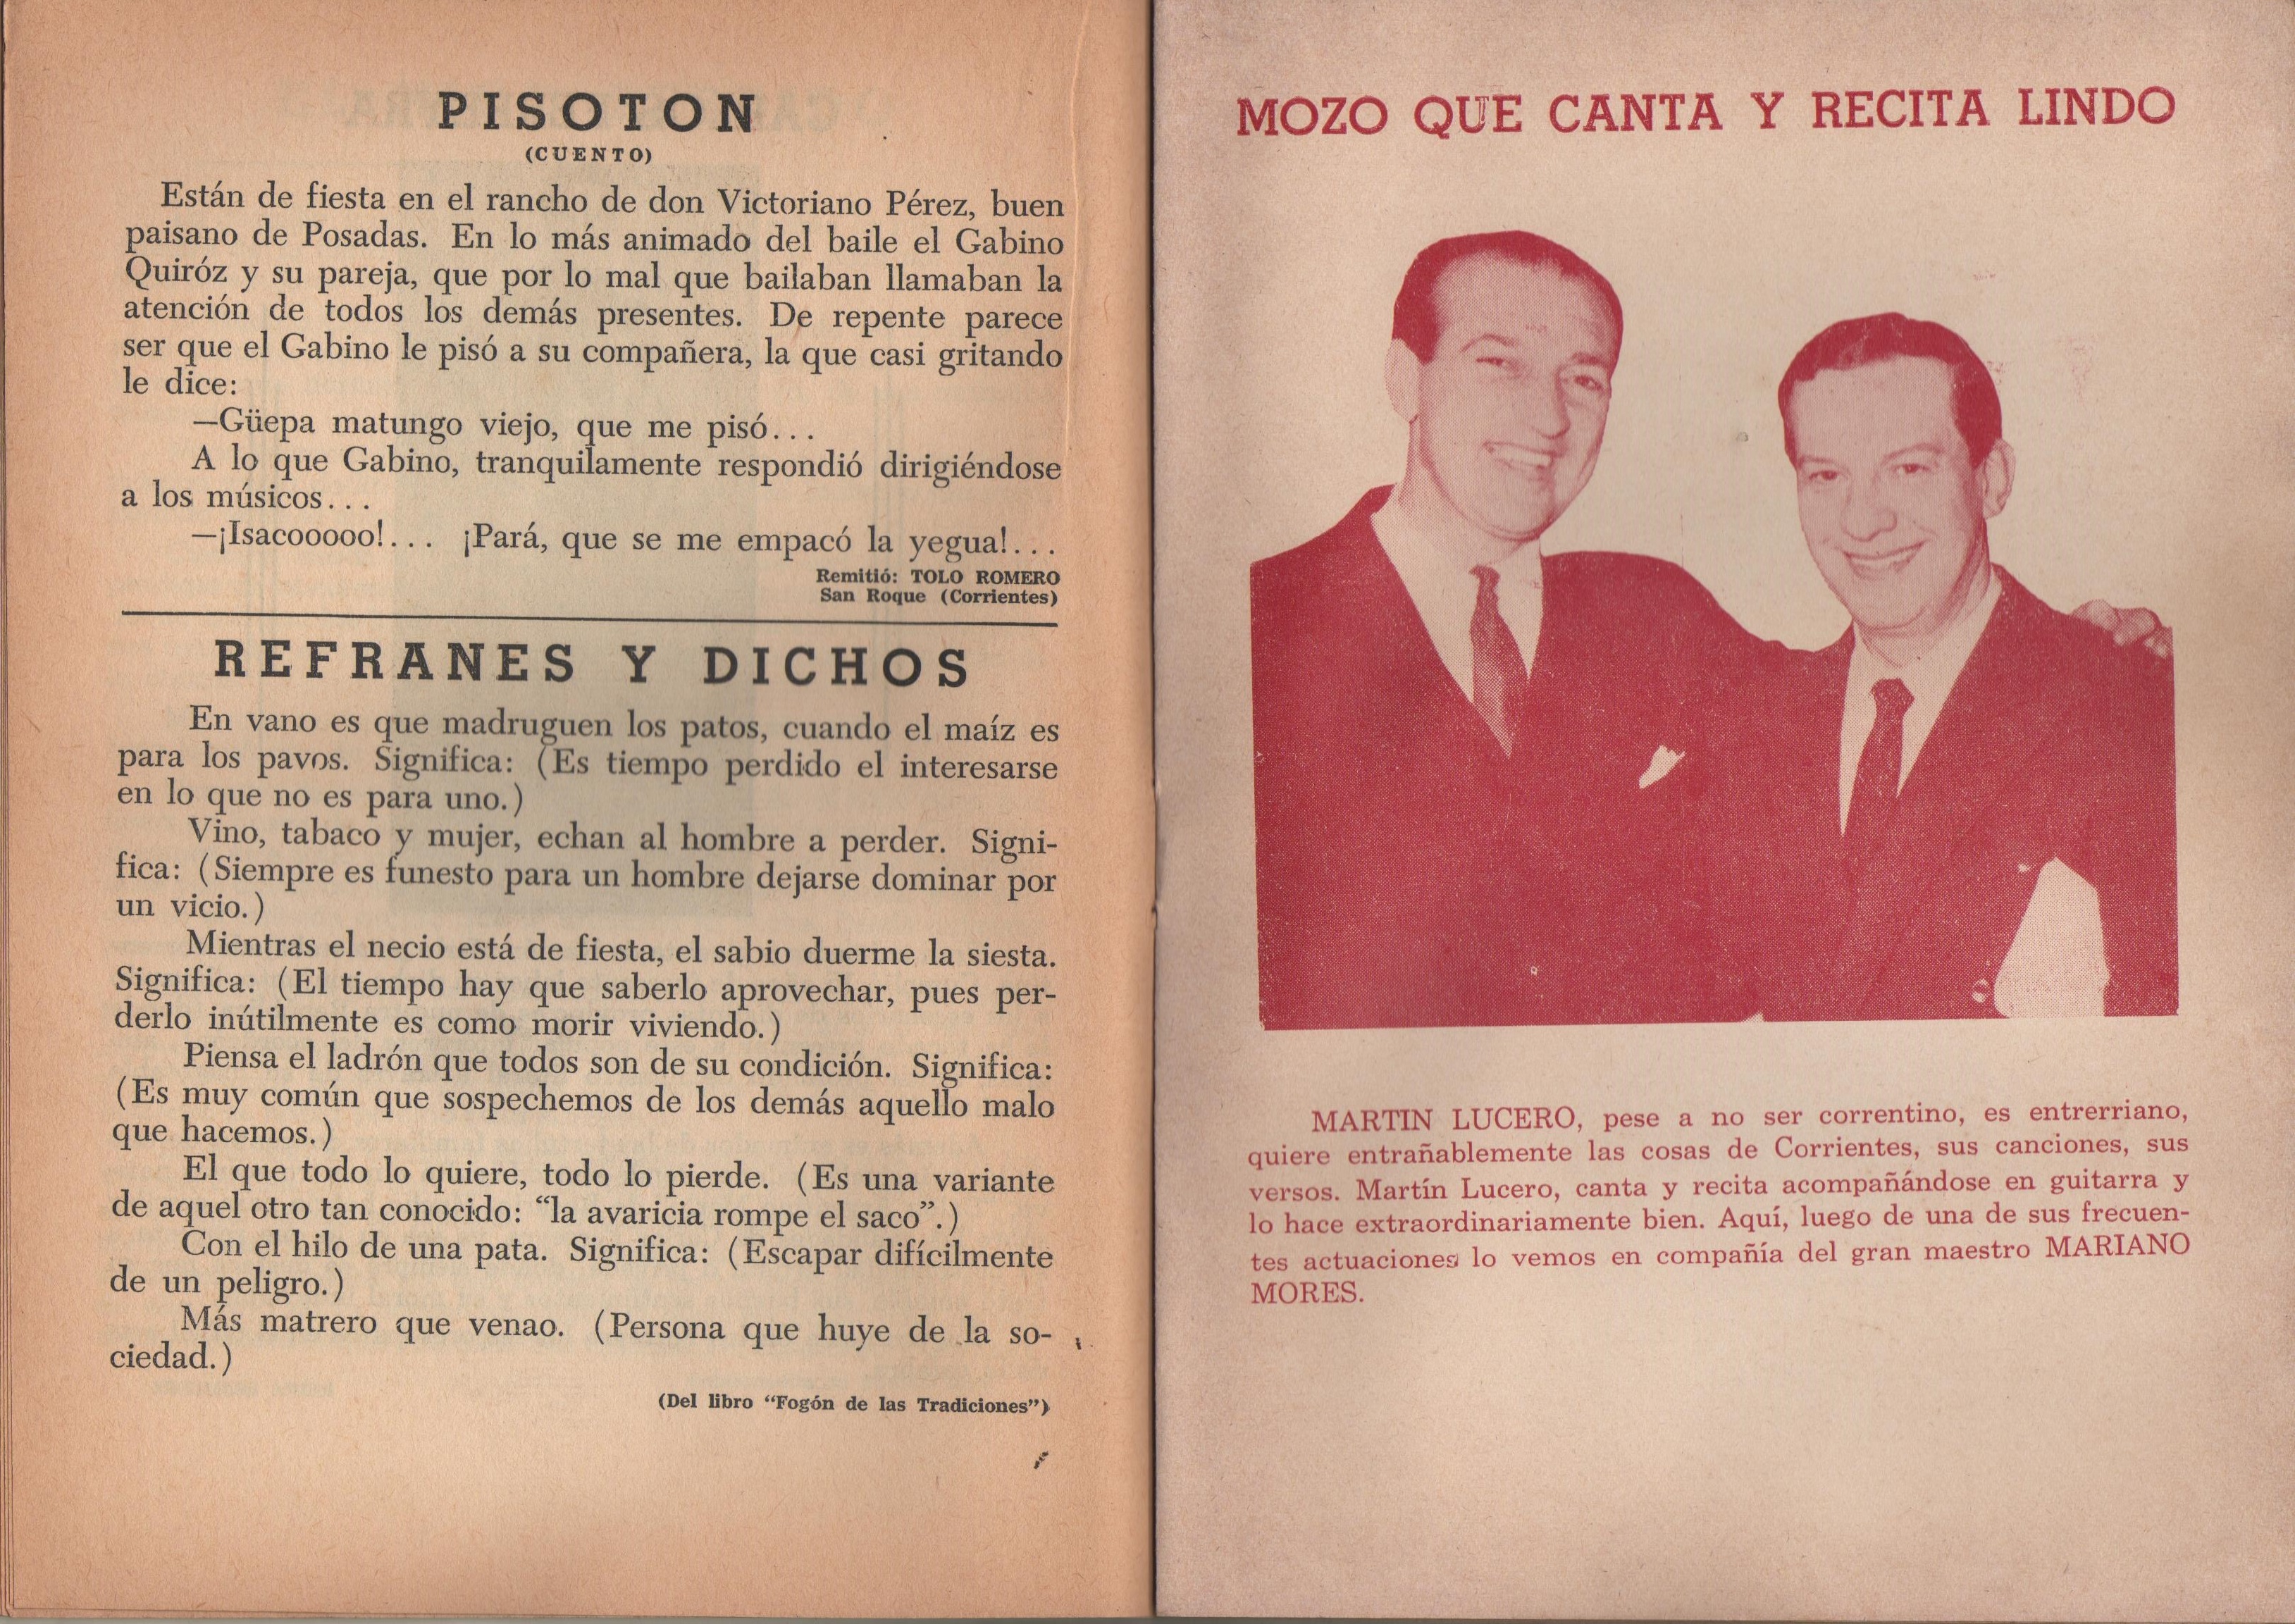 PISOTON
(CUENTO)
Están de fiesta en el rancho de don Victoriano Pérez, buen
paisano de Posadas. En lo más animado del baile el Gabino
Quiróz y su pareja, que por lo mal que bailaban llamaban la
atención de todos los demás presentes. De repente parece
ser que el Gabino le pisó a su compañera, la que casi gritando
le dice:
—Güepa matungo viejo, que me pisó...
A lo que Gabino, tranquilamente respondió dirigiéndose
a los músicos...
—¡Isacooooo!... ¡Pará, que se me empacó la yegua!...
Remitió: TOLO ROMERO
San Roque (Corrientes)
REFRANES Y DICHOS
En vano es que madruguen los patos, cuando el maíz es
para los pavos. Significa: (Es tiempo perdido el interesarse
en lo que no es para uno.)
Vino, tabaco y mujer, echan al hombre a perder. Signi-
fica: (Siempre es funesto para un hombre dejarse dominar por
un vicio.)
Mientras el necio está de fiesta, el sabio duerme la siesta.
Significa: (El tiempo hay que saberlo aprovechar, pues per-
derlo inútilmente es como morir viviendo.)
Piensa el ladrón que todos son de su condición. Significa:
(Es muy común que sospechemos de los demás aquello malo
que hacemos.)
El que todo lo quiere, todo lo pierde. (Es una variante
de aquel otro tan conocido: “la avaricia rompe el saco”.)
Con el hilo de una pata. Significa: (Escapar difícilmente
de un peligro.)
Más matrero que venao. (Persona que huye de la so-
ciedad.)
(Del libro “Fogón de las Tradiciones”)
MOZO QUE CANTA Y RECITA LINDO
MARTIN LUCERO, pese a no ser correntino, es entrerriano,
quiere entrañablemente las cosas de Corrientes, sus canciones, sus
versos. Martín Lucero, canta y recita acompañándose en guitarra y
lo hace extraordinariamente bien. Aquí, luego de una de sus frecuen-
tes actuaciones lo vemos en compañía del gran maestro MARIANO
MORES.